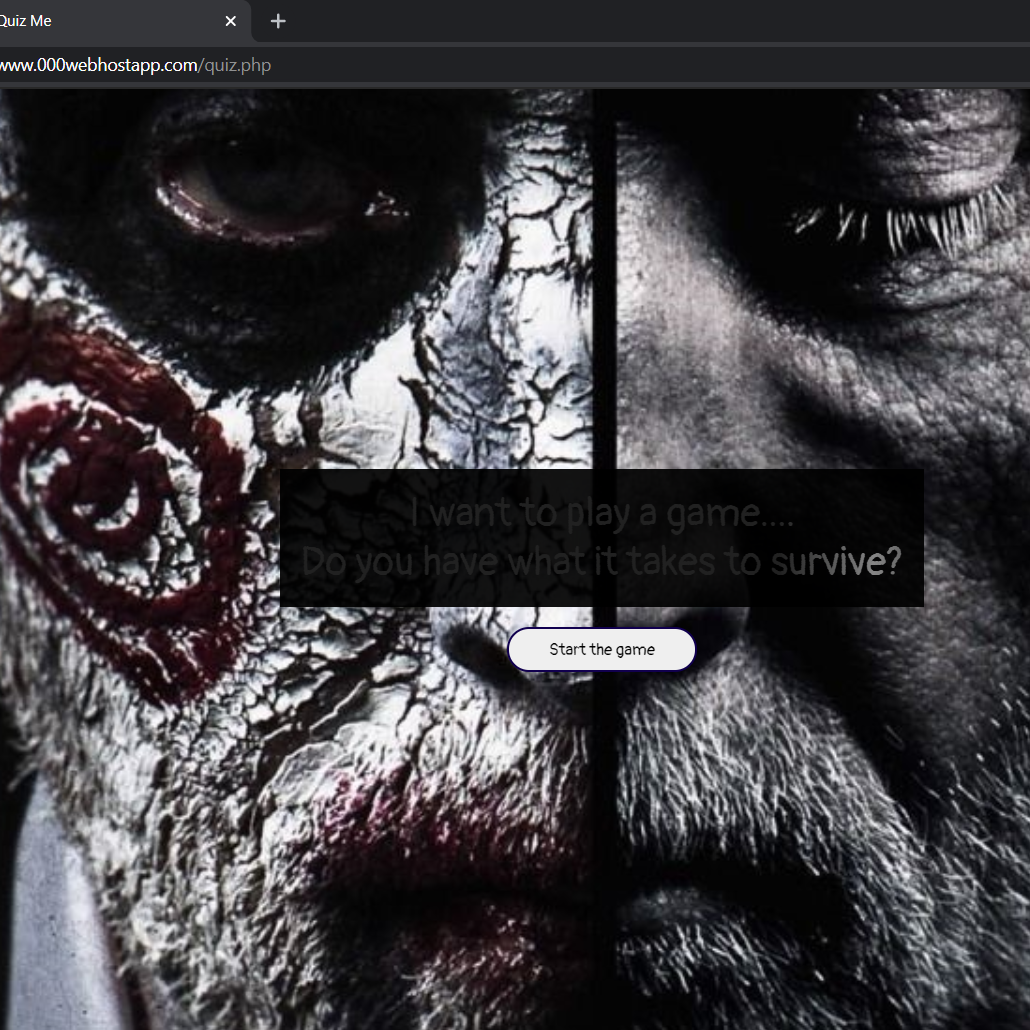 Quiz Me
www.000webhostapp.com/quiz.php
I want to play a game....
Do you have what it takes to survive?
Start the game